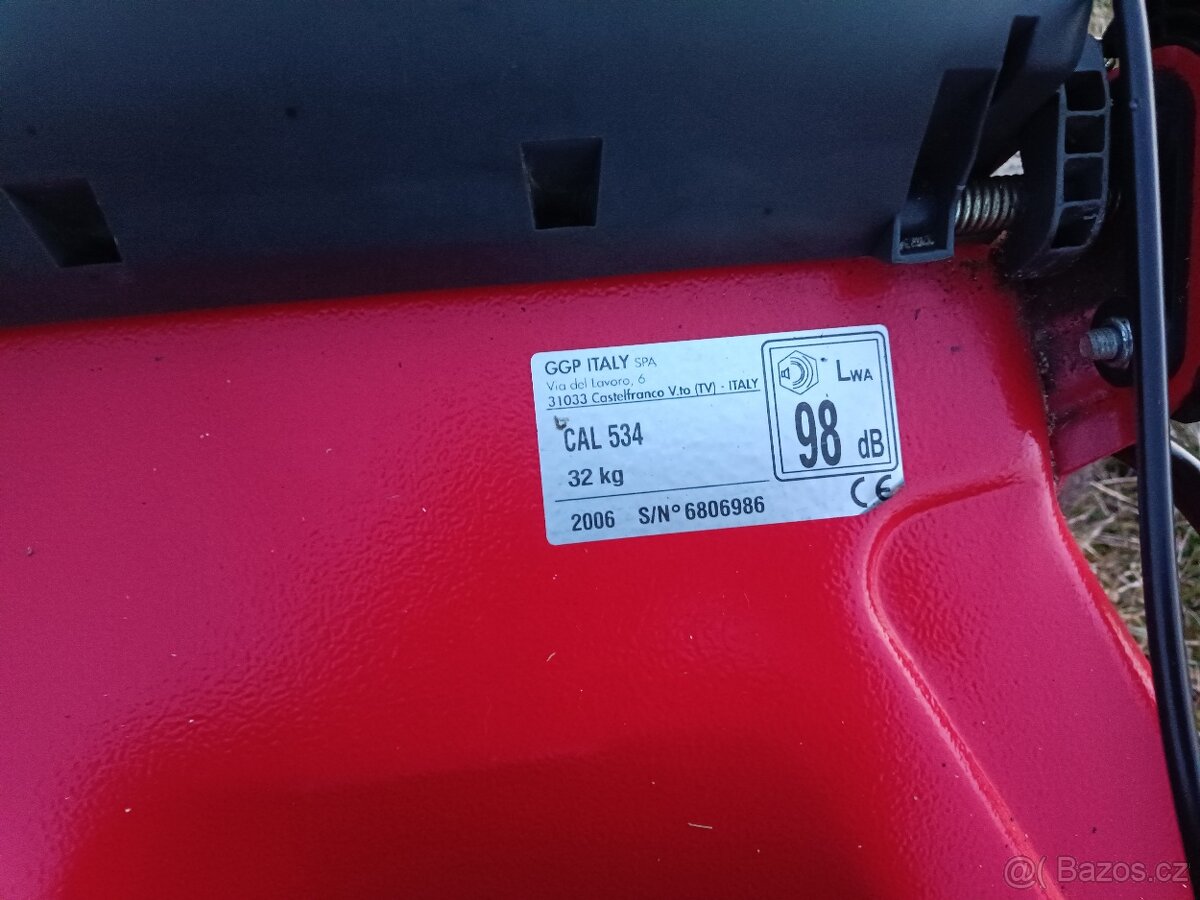 GGP ITALY SPA
Via del Lavoro, 6
31033 Castelfranco V.to (TV) - ITALY
CAL 534
32 kg
2006 S/N° 6806986
LWA
98 dB
CE
@( Bazos.cz